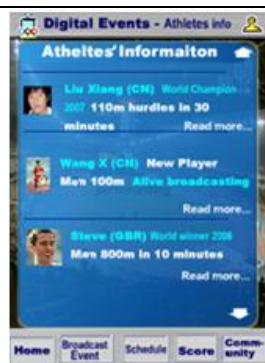 Digital Events - Athletes info
Atheltes' Informaiton
Liu Xiang (CN) World Champion
2007 110m hurdles in 30
minutes
Read more...
Wang X (CN) New Player
Men 100m Alive broadcasting
Read more...
Steve (GBR) World winner 2006
Men 800m in 10 minutes
Read more...
Home Broadcast Event Schedule Score Comm-unity